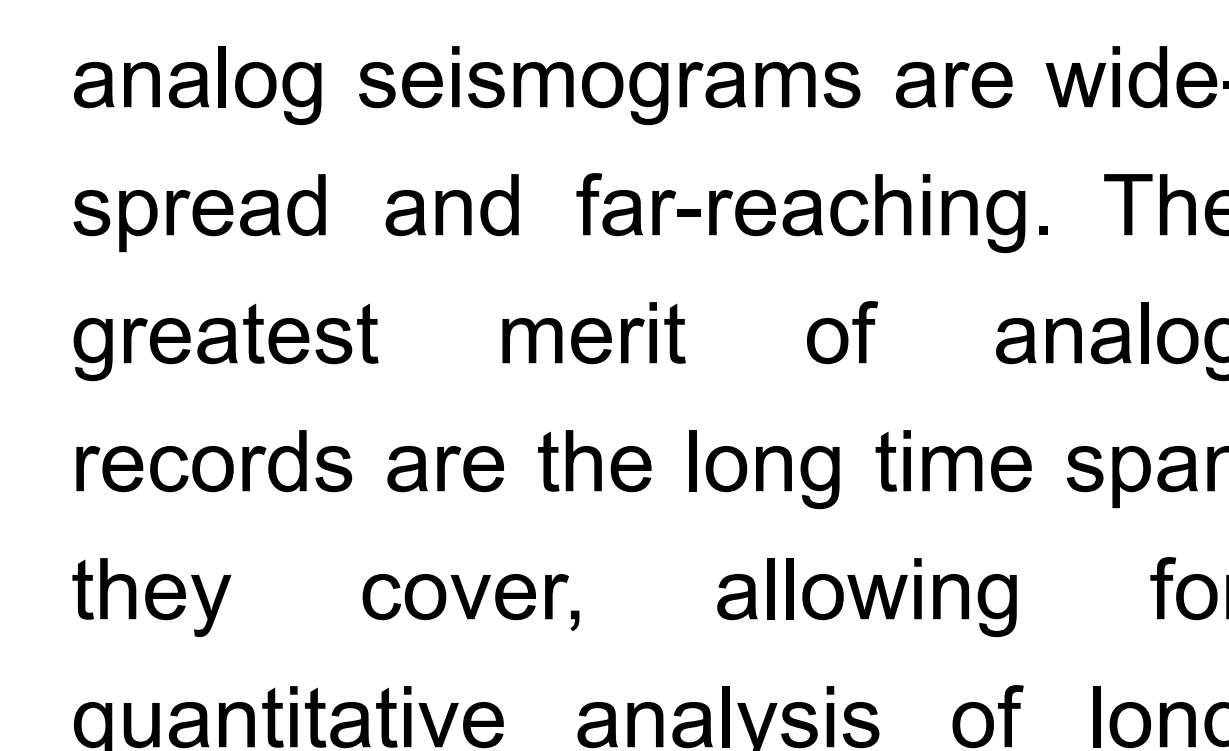 analog seismograms are wide-
spread and far-reaching. The
greatest merit of analog
records are the long time span
they cover, allowing for
quantitative analysis of long